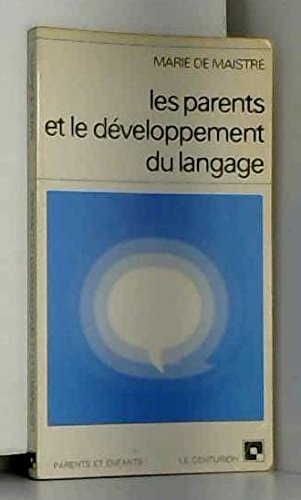 MARIE DE MAISTRE
les parents
et le développement
du langage
PARENTS ET ENFANTS
LE CENTURION